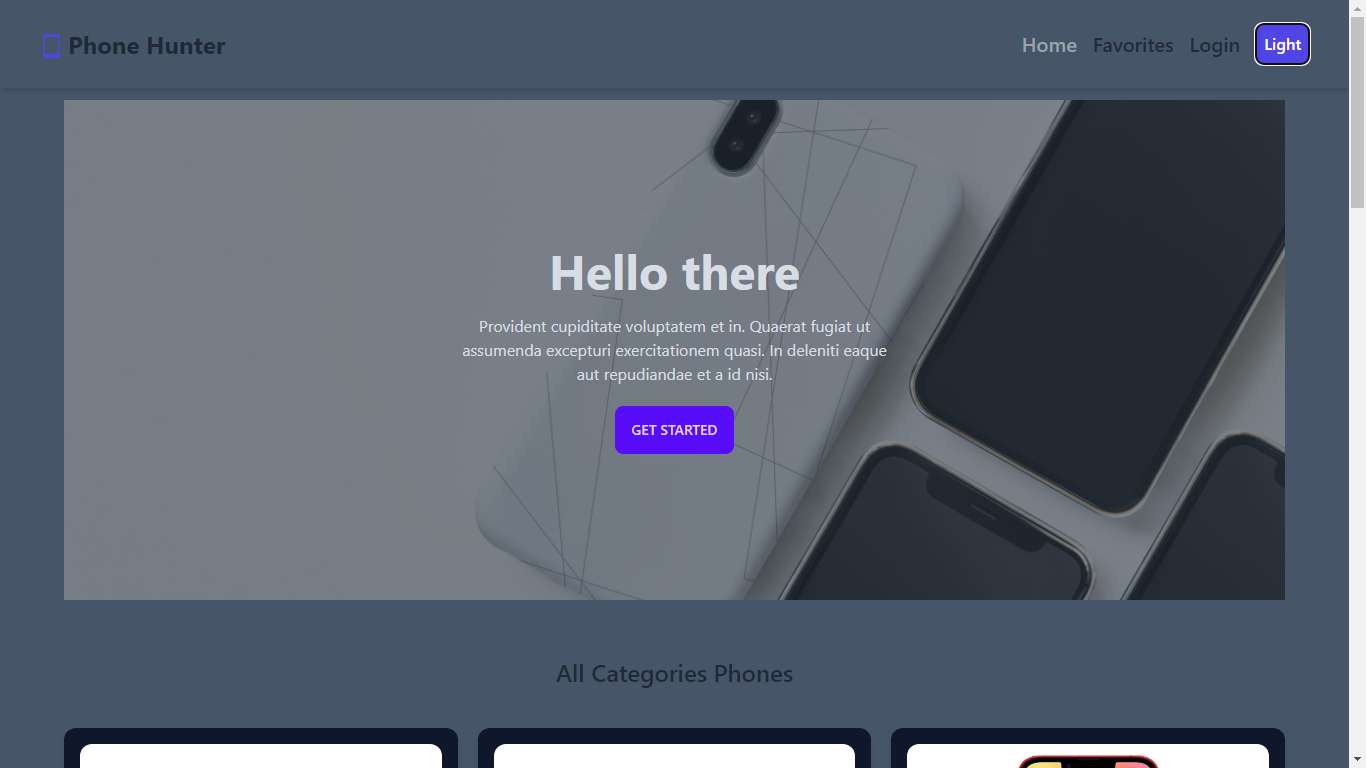 Phone Hunter
Home Favorites Login Light
Hello there
Provident cupiditate voluptatem et in. Quaerat fugiat ut
assumenda excepturi exercitationem quasi. In deleniti eaque
aut repudiandae et a id nisi.
GET STARTED
All Categories Phones